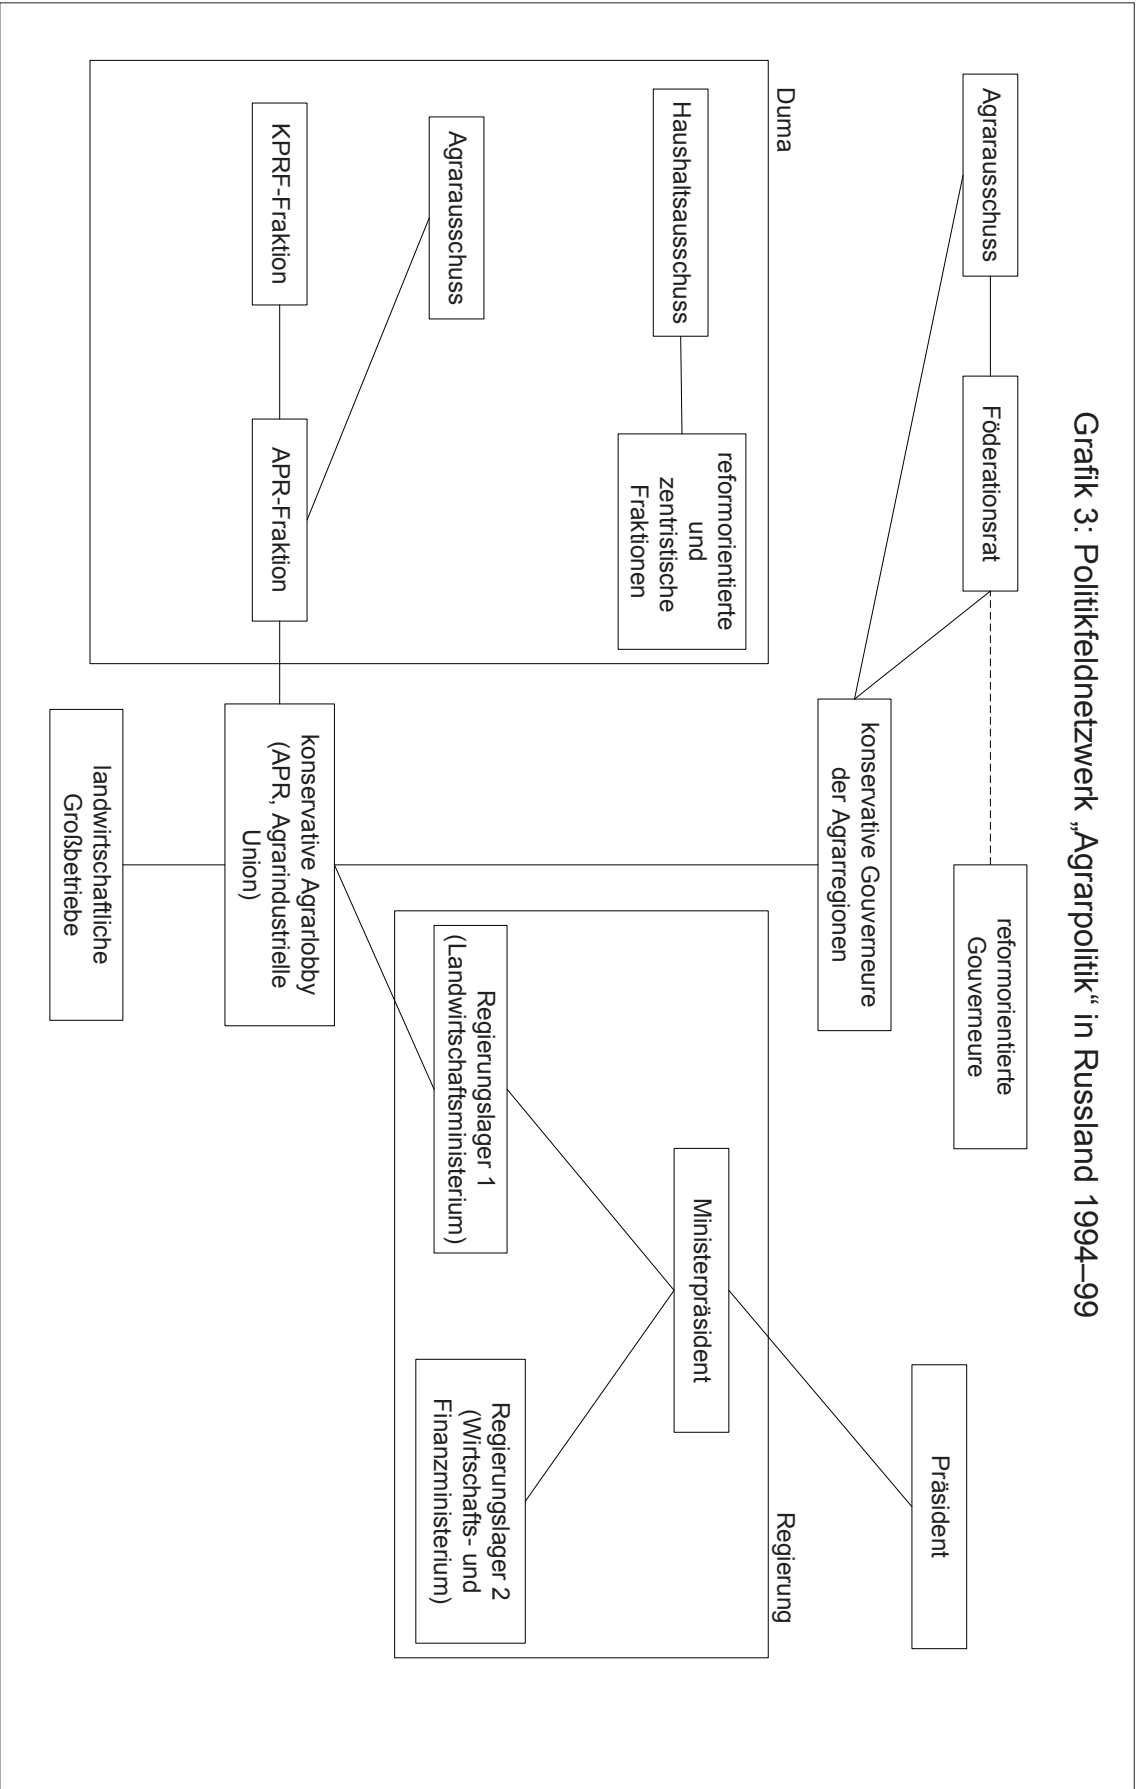 Grafik 3: Politikfeldnetzwerk „Agrarpolitik“ in Russland 1994–99
Agrarausschuss
Föderationsrat
reformorientierte
Gouverneure
Präsident
konservative Gouverneure
der Agrarregionen
Duma
Regierung
Haushaltsausschuss
reformorientierte
und
zentristische
Fraktionen
Ministerpräsident
Agrarausschuss
Regierungslager 1
(Landwirtschaftsministerium)
Regierungslager 2
(Wirtschafts- und
Finanzministerium)
KPRF-Fraktion
APR-Fraktion
konservative Agrarlobby
(APR, Agrarindustrielle
Union)
landwirtschaftliche
Großbetriebe